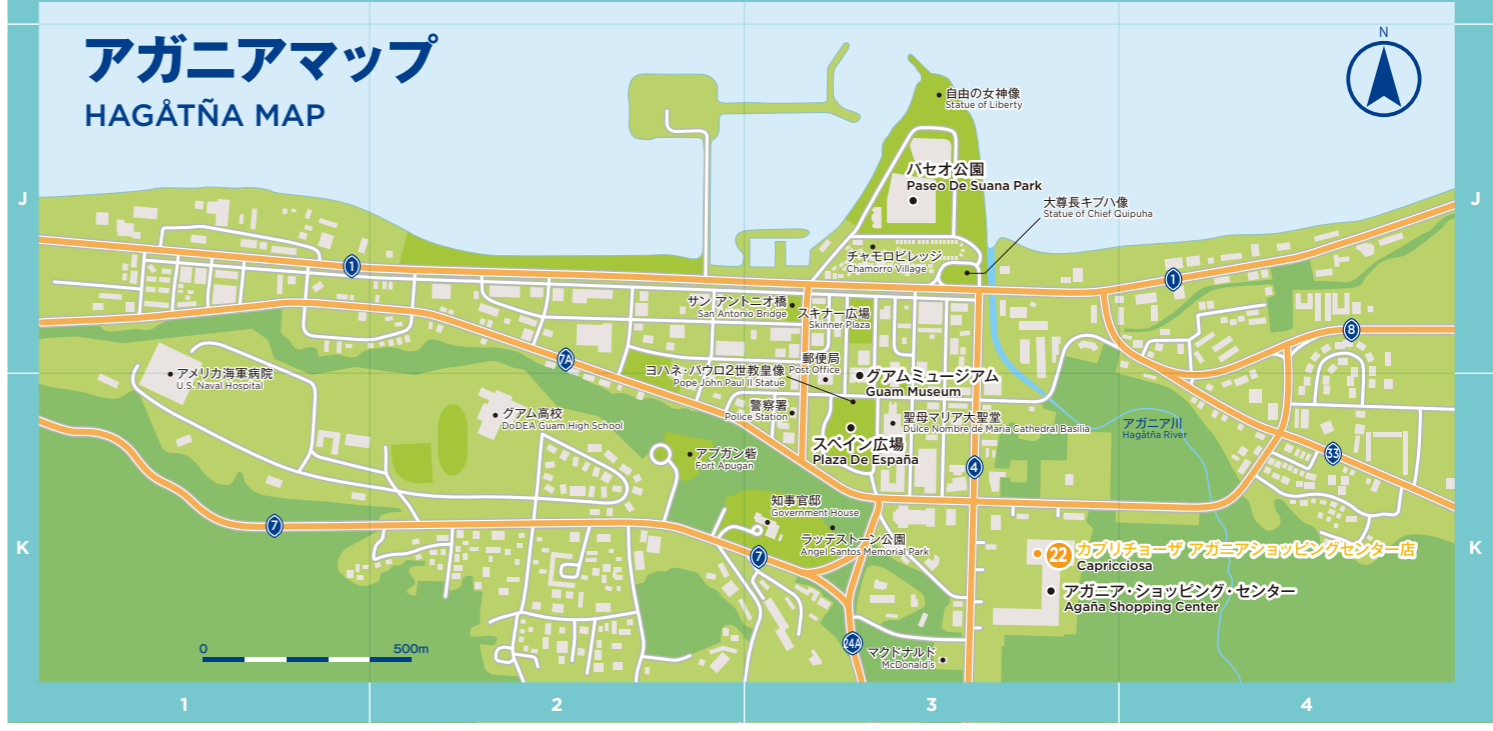 アガニアマップ
HAGÅTÑA MAP
N
自由の女神像
Statue of Liberty
パセオ公園
Paseo De Suana Park
J
J
大尊長キプハ像
Statue of Chief Quipuha
チャモロビレッジ
Chamorro Village
1
1
サン アントニオ橋
San Antonio Bridge
スキナー広場
Skinner Plaza
8
7A
郵便局
Post Office
ヨハネ・パウロ2世教皇像
Pope John Paul II Statue
グアムミュージアム
Guam Museum
アメリカ海軍病院
U.S. Naval Hospital
グアム高校
DoDEA Guam High School
警察署
Police Station
聖母マリア大聖堂
Dulce Nombre de Maria Cathedral Basilia
アガニア川
Hagåtña River
スペイン広場
Plaza De España
アプガン砦
Fort Apugan
4
33
知事官邸
Government House
7
ラッテストーン公園
Angel Santos Memorial Park
K
K
7
22
カプリチョーザ アガニアショッピングセンター店
Capricciosa
アガニア・ショッピング・センター
Agaña Shopping Center
24A
マクドナルド
McDonald's
0
500m
1
2
3
4